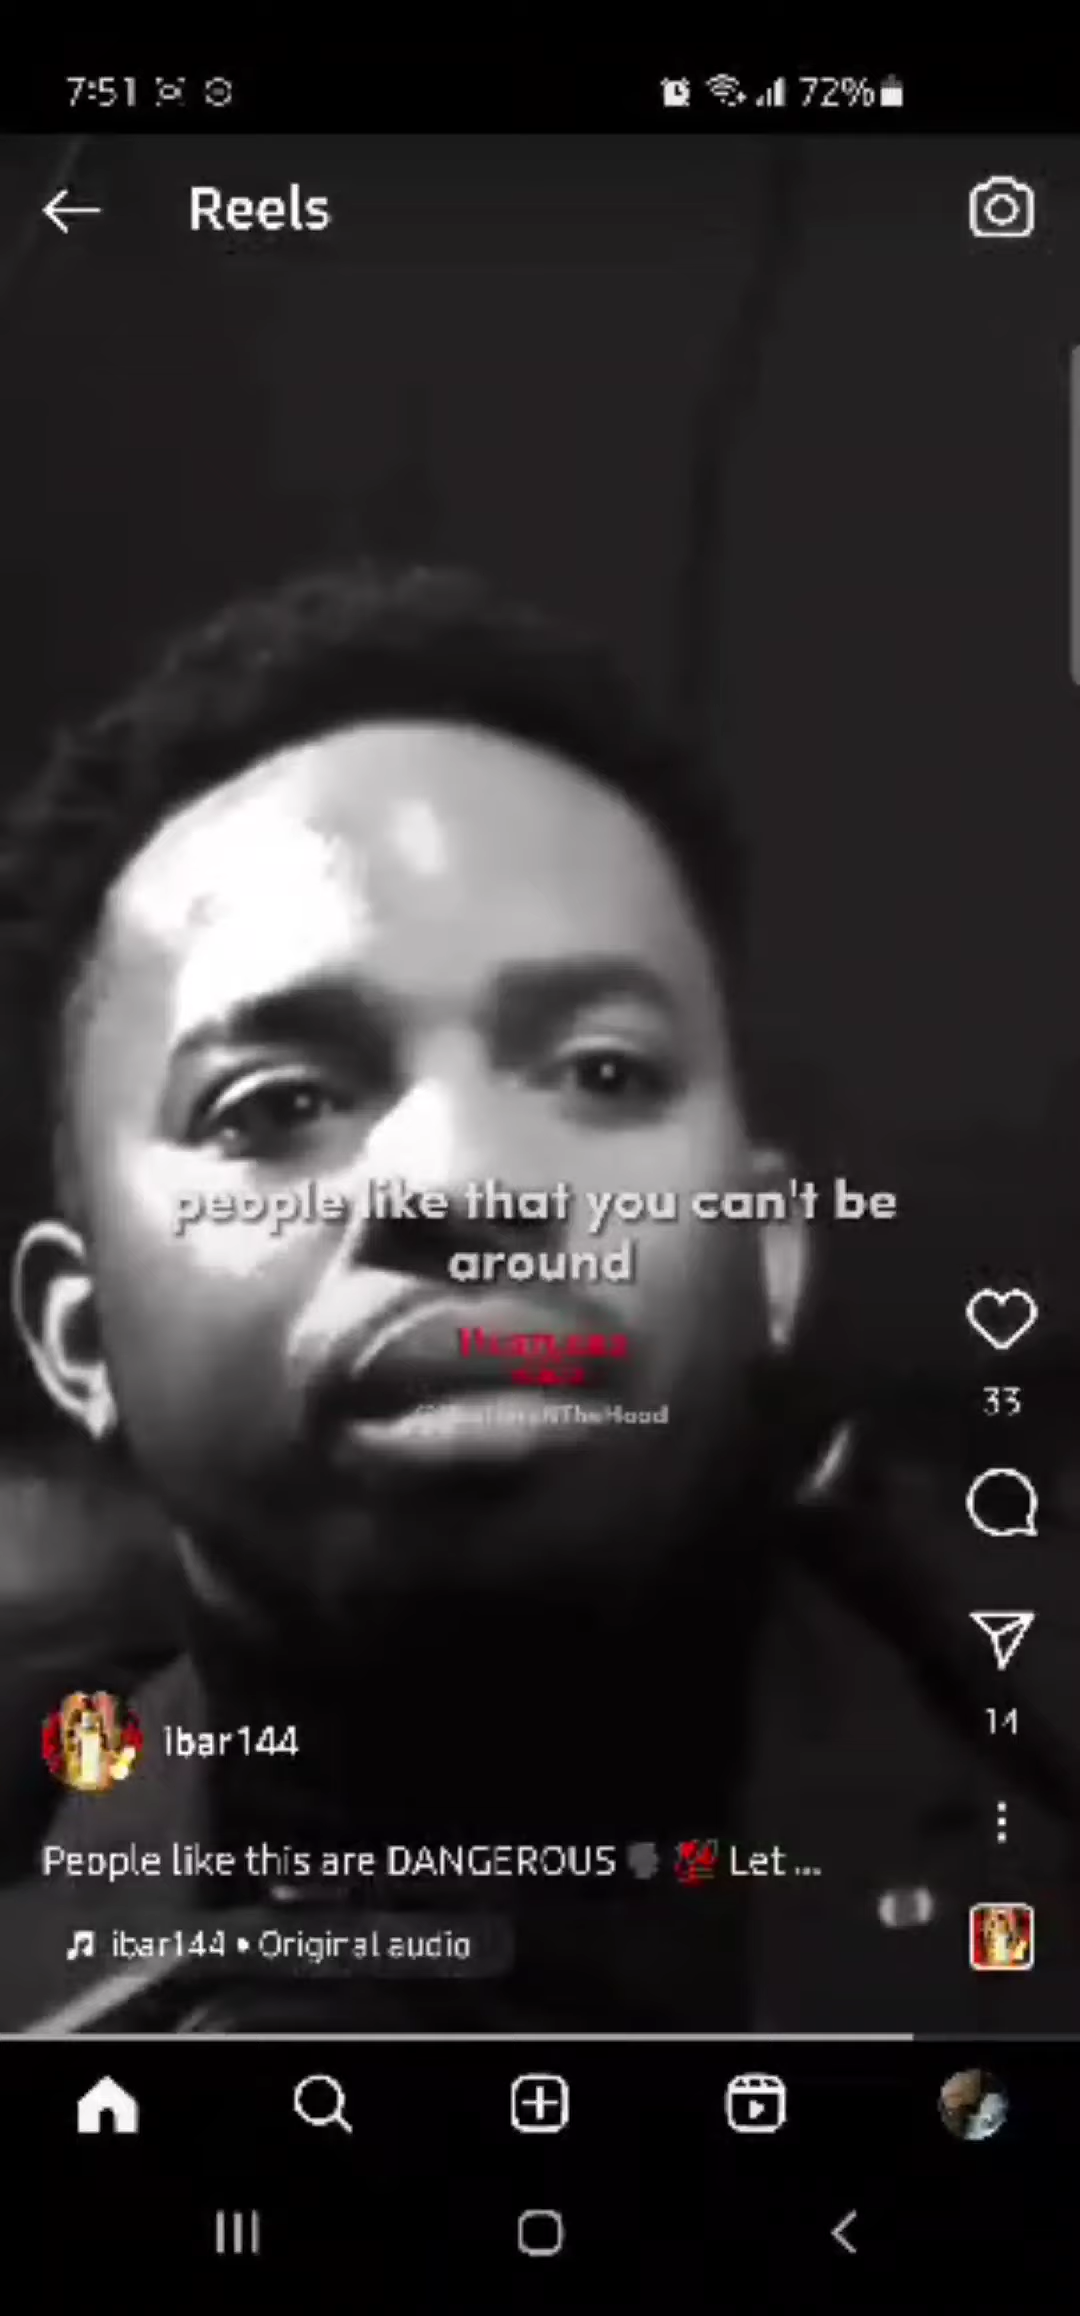 7:51
72%
Reels
people like that you can't be
around
33
14
ibar144
People like this are DANGEROUS 🗣 💯 Let ...
ibar144 • Original audio